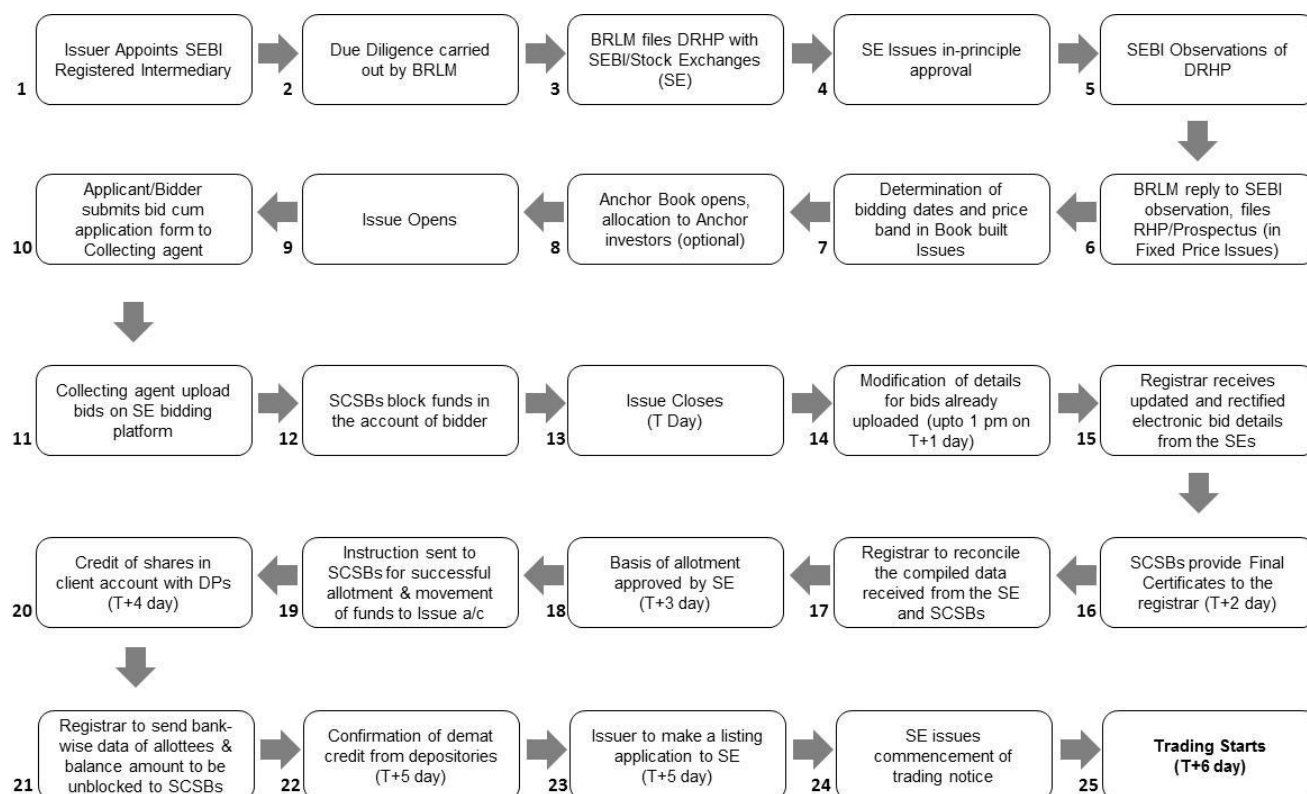 Issuer Appoints SEBI
Registered Intermediary
1
Due Diligence carried
out by BRLM
2
BRLM files DRHP with
SEBI/Stock Exchanges
(SE)
3
SE Issues in-principle
approval
4
SEBI Observations of
DRHP
5
BRLM reply to SEBI
observation, files
RHP/Prospectus (in
Fixed Price Issues)
6
Determination of
bidding dates and price
band in Book built
Issues
7
Anchor Book opens,
allocation to Anchor
investors (optional)
8
Issue Opens
9
Applicant/Bidder
submits bid cum
application form to
Collecting agent
10
Collecting agent upload
bids on SE bidding
platform
11
SCSBs block funds in
the account of bidder
12
Issue Closes
(T Day)
13
Modification of details
for bids already
uploaded (upto 1 pm on
T+1 day)
14
Registrar receives
updated and rectified
electronic bid details
from the SEs
15
SCSBs provide Final
Certificates to the
registrar (T+2 day)
16
Registrar to reconcile
the compiled data
received from the SE
and SCSBs
17
Basis of allotment
approved by SE
(T+3 day)
18
Instruction sent to
SCSBs for successful
allotment & movement
of funds to Issue a/c
19
Credit of shares in
client account with DPs
(T+4 day)
20
Registrar to send bank-
wise data of allottees &
balance amount to be
unblocked to SCSBs
21
Confirmation of demat
credit from depositories
(T+5 day)
22
Issuer to make a listing
application to SE
(T+5 day)
23
SE issues
commencement of
trading notice
24
Trading Starts
(T+6 day)
25